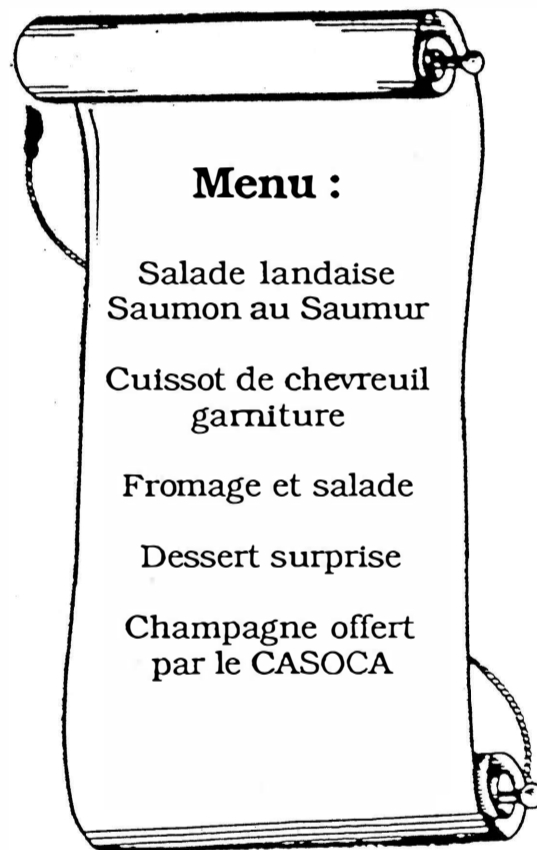 Menu :
Salade landaise
Saumon au Saumur
Cuissot de chevreuil
garniture
Fromage et salade
Dessert surprise
Champagne offert
par le CASOCA